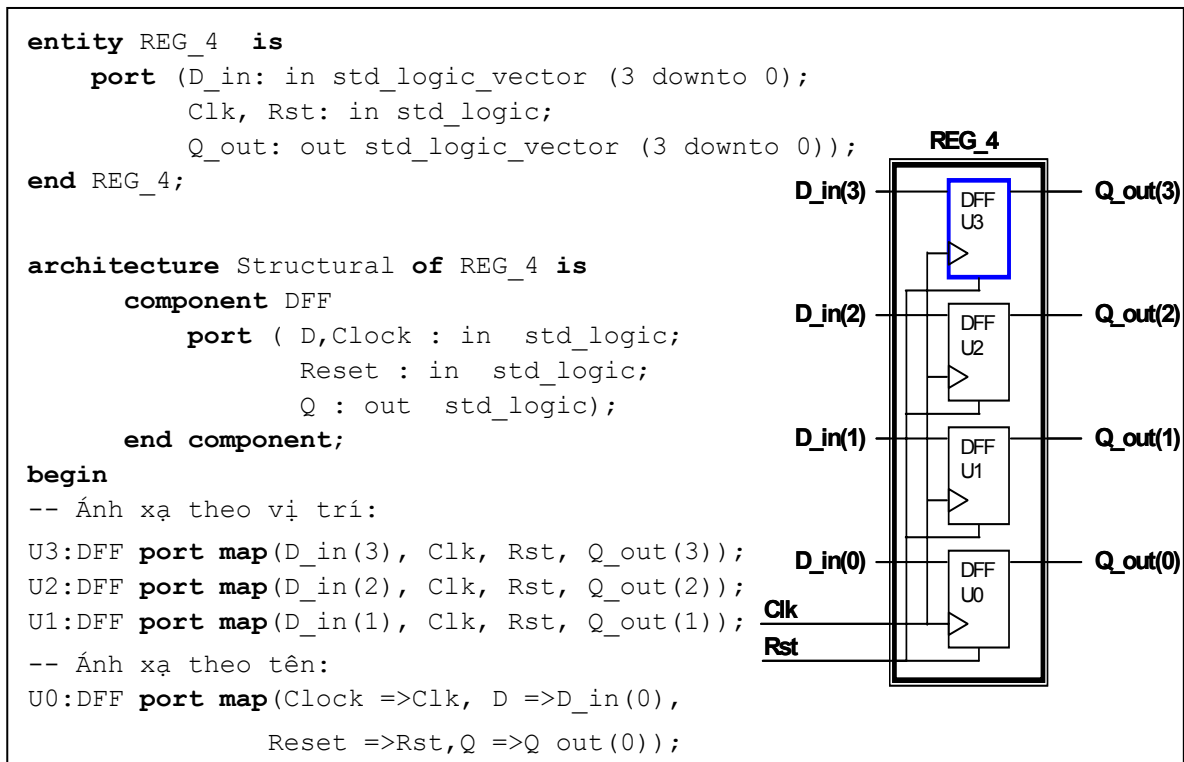 entity REG_4 is
port (D_in: in std_logic_vector (3 downto 0);
Clk, Rst: in std_logic;
Q_out: out std_logic_vector (3 downto 0));
end REG_4;
architecture Structural of REG_4 is
component DFF
port ( D,Clock : in std_logic;
Reset : in std_logic;
Q : out std_logic);
end component;
begin
-- Ánh xạ theo vị trí:
U3:DFF port map(D_in(3), Clk, Rst, Q_out(3));
U2:DFF port map(D_in(2), Clk, Rst, Q_out(2));
U1:DFF port map(D_in(1), Clk, Rst, Q_out(1));
-- Ánh xạ theo tên:
U0:DFF port map(Clock =>Clk, D =>D_in(0),
Reset =>Rst,Q =>Q out(0));
REG_4
D_in(3)
DFF
U3
Q_out(3)
D_in(2)
DFF
U2
Q_out(2)
D_in(1)
DFF
U1
Q_out(1)
D_in(0)
DFF
U0
Q_out(0)
Clk
Rst